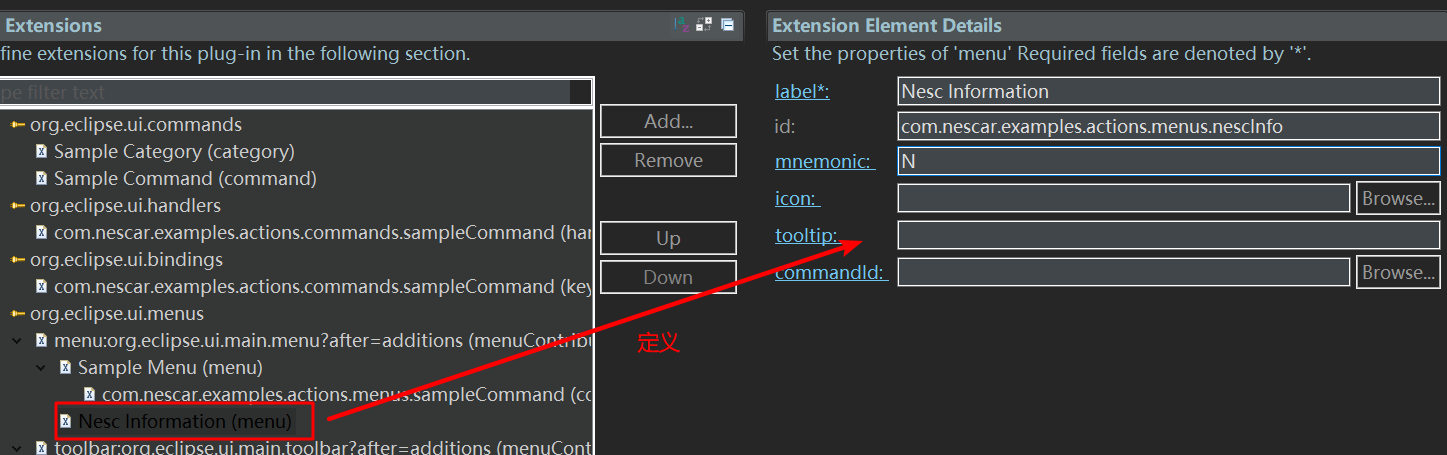 Extensions
fine extensions for this plug-in in the following section.
pe filter text
org.eclipse.ui.commands
Sample Category (category)
Sample Command (command)
org.eclipse.ui.handlers
com.nescar.examples.actions.commands.sampleCommand (han
org.eclipse.ui.bindings
com.nescar.examples.actions.commands.sampleCommand (key
org.eclipse.ui.menus
menu:org.eclipse.ui.main.menu?after=additions (menuContribu
Sample Menu (menu)
com.nescar.examples.actions.menus.sampleCommand (co
Nesc Information (menu)
toolbar:org.eclipse.ui.main.toolbar?after=additions (menuCont
Add...
Remove
Up
Down
定义
Extension Element Details
Set the properties of 'menu' Required fields are denoted by '*'.
label*: Nesc Information
id: com.nescar.examples.actions.menus.nescInfo
mnemonic: N
icon: Browse...
tooltip:
commandId: Browse...